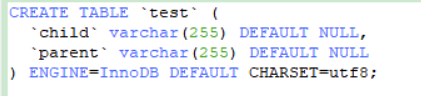 CREATE TABLE `test` (
  `child` varchar(255) DEFAULT NULL,
  `parent` varchar(255) DEFAULT NULL
) ENGINE=InnoDB DEFAULT CHARSET=utf8;